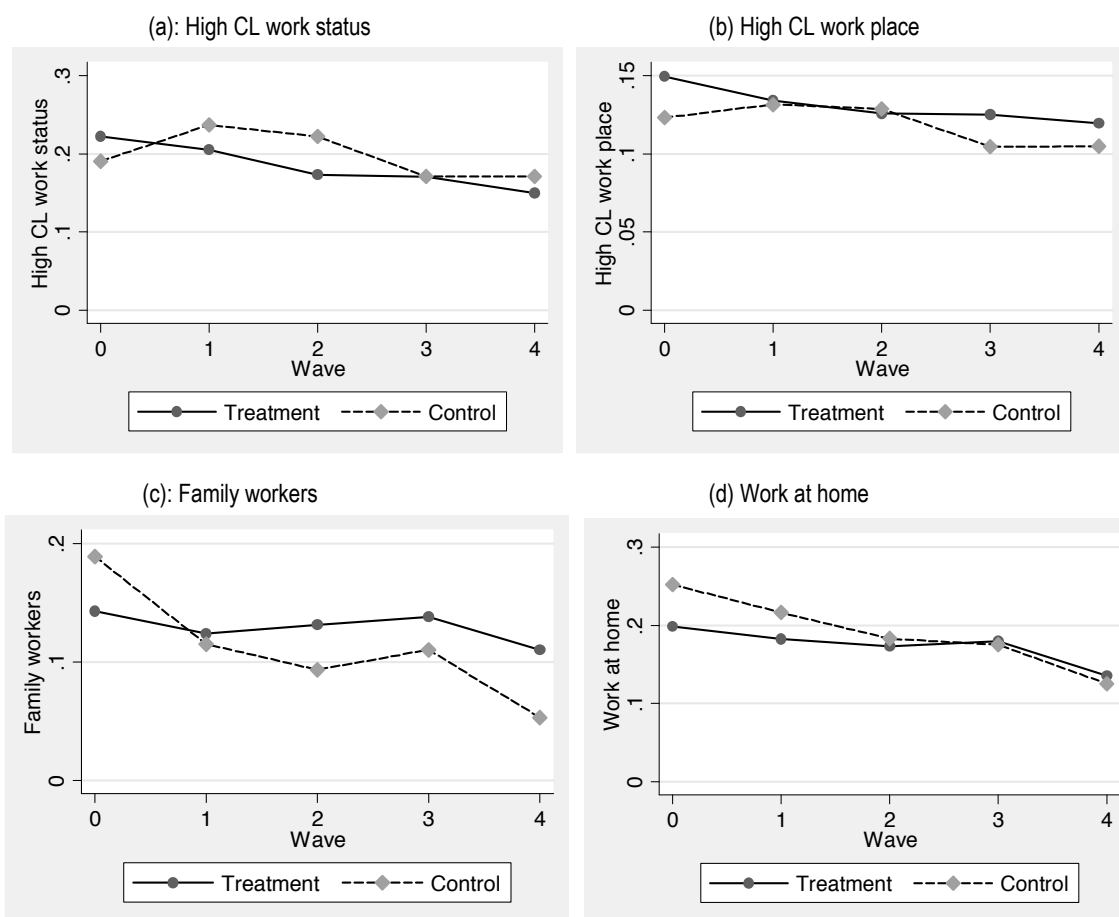 (a): High CL work status
(b) High CL work place
High CL work status
.3
.2
.1
0
0 1 2 3 4
Wave
Treatment Control
High CL work place
.15
.1
.05
0
0 1 2 3 4
Wave
Treatment Control
(c): Family workers
(d) Work at home
Family workers
.2
.1
0
0 1 2 3 4
Wave
Treatment Control
Work at home
.3
.2
.1
0
0 1 2 3 4
Wave
Treatment Control